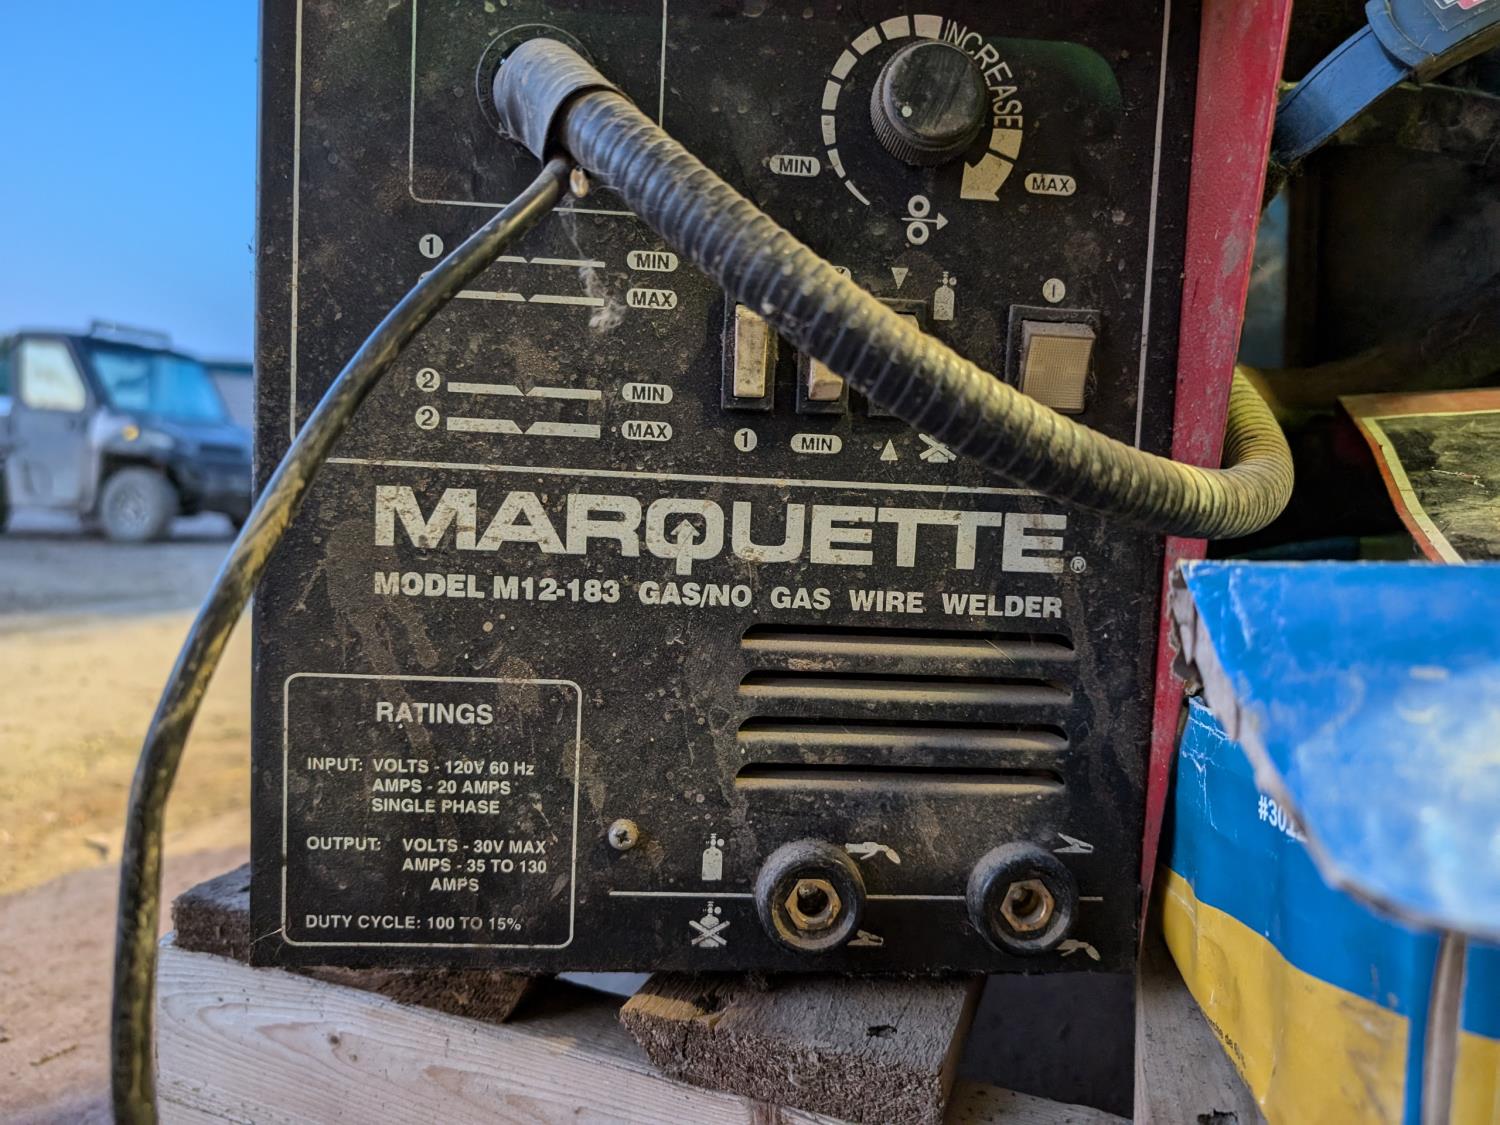 INCREASE
MIN
MAX
1 MIN
MAX
2 MIN
2 MAX
I
1 MIN
MARQUETTE®
MODEL M12-183 GAS/NO GAS WIRE WELDER
RATINGS
INPUT: VOLTS - 120V 60 Hz
AMPS - 20 AMPS
SINGLE PHASE
OUTPUT: VOLTS - 30V MAX
AMPS - 35 TO 130
AMPS
DUTY CYCLE: 100 TO 15%